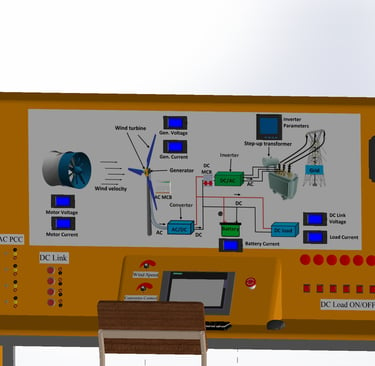 Inverter
Parameters
Gen. Voltage
Wind turbine
Gen. Current
Step-up transformer
Inverter
DC
MCB
Generator
DC/AC
AC
Grid
Wind velocity
AC MCB
Converter
Motor Voltage
Motor Current
AC
AC/DC
DC
DC
Battery
Battery Current
DC load
DC Link
Voltage
Load Current
AC PCC
DC Link
Wind Speed
Converter Control
DC Load ON/OFF